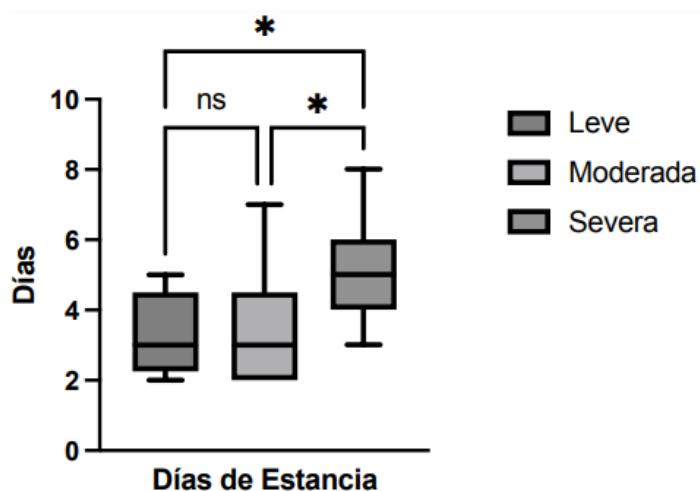 *
ns
*
10
8
6
4
2
0
Días
Días de Estancia
Leve
Moderada
Severa